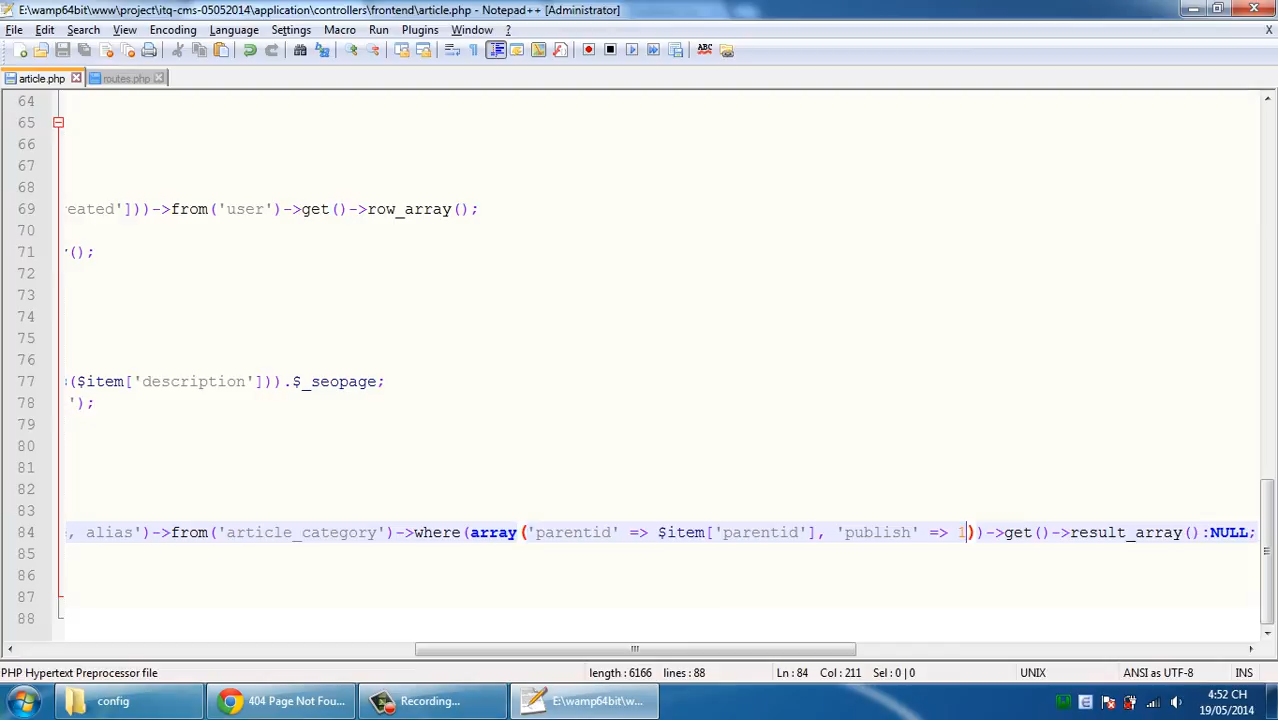 E:\wamp64bit\www\project\itq-cms-05052014\application\controllers\frontend\article.php - Notepad++ [Administrator]
File Edit Search View Encoding Language Settings Macro Run Plugins Window ? X
ABC
article.php routes.php
64
65
66
67
68
69 eated']))->from('user')->get()->row_array();
70
71 '();
72
73
74
75
76
77 ($item['description'])).$_seopage;
78 ');
79
80
81
82
83
84 , alias')->from('article_category')->where(array('parentid' => $item['parentid'], 'publish' => 1))->get()->result_array():NULL;
85
86
87
88
PHP Hypertext Preprocessor file length : 6166 lines : 88 Ln : 84 Col : 211 Sel : 0 | 0 UNIX ANSI as UTF-8 INS
config 404 Page Not Fou... Recording... E:\wamp64bit\w... 4:52 CH
19/05/2014